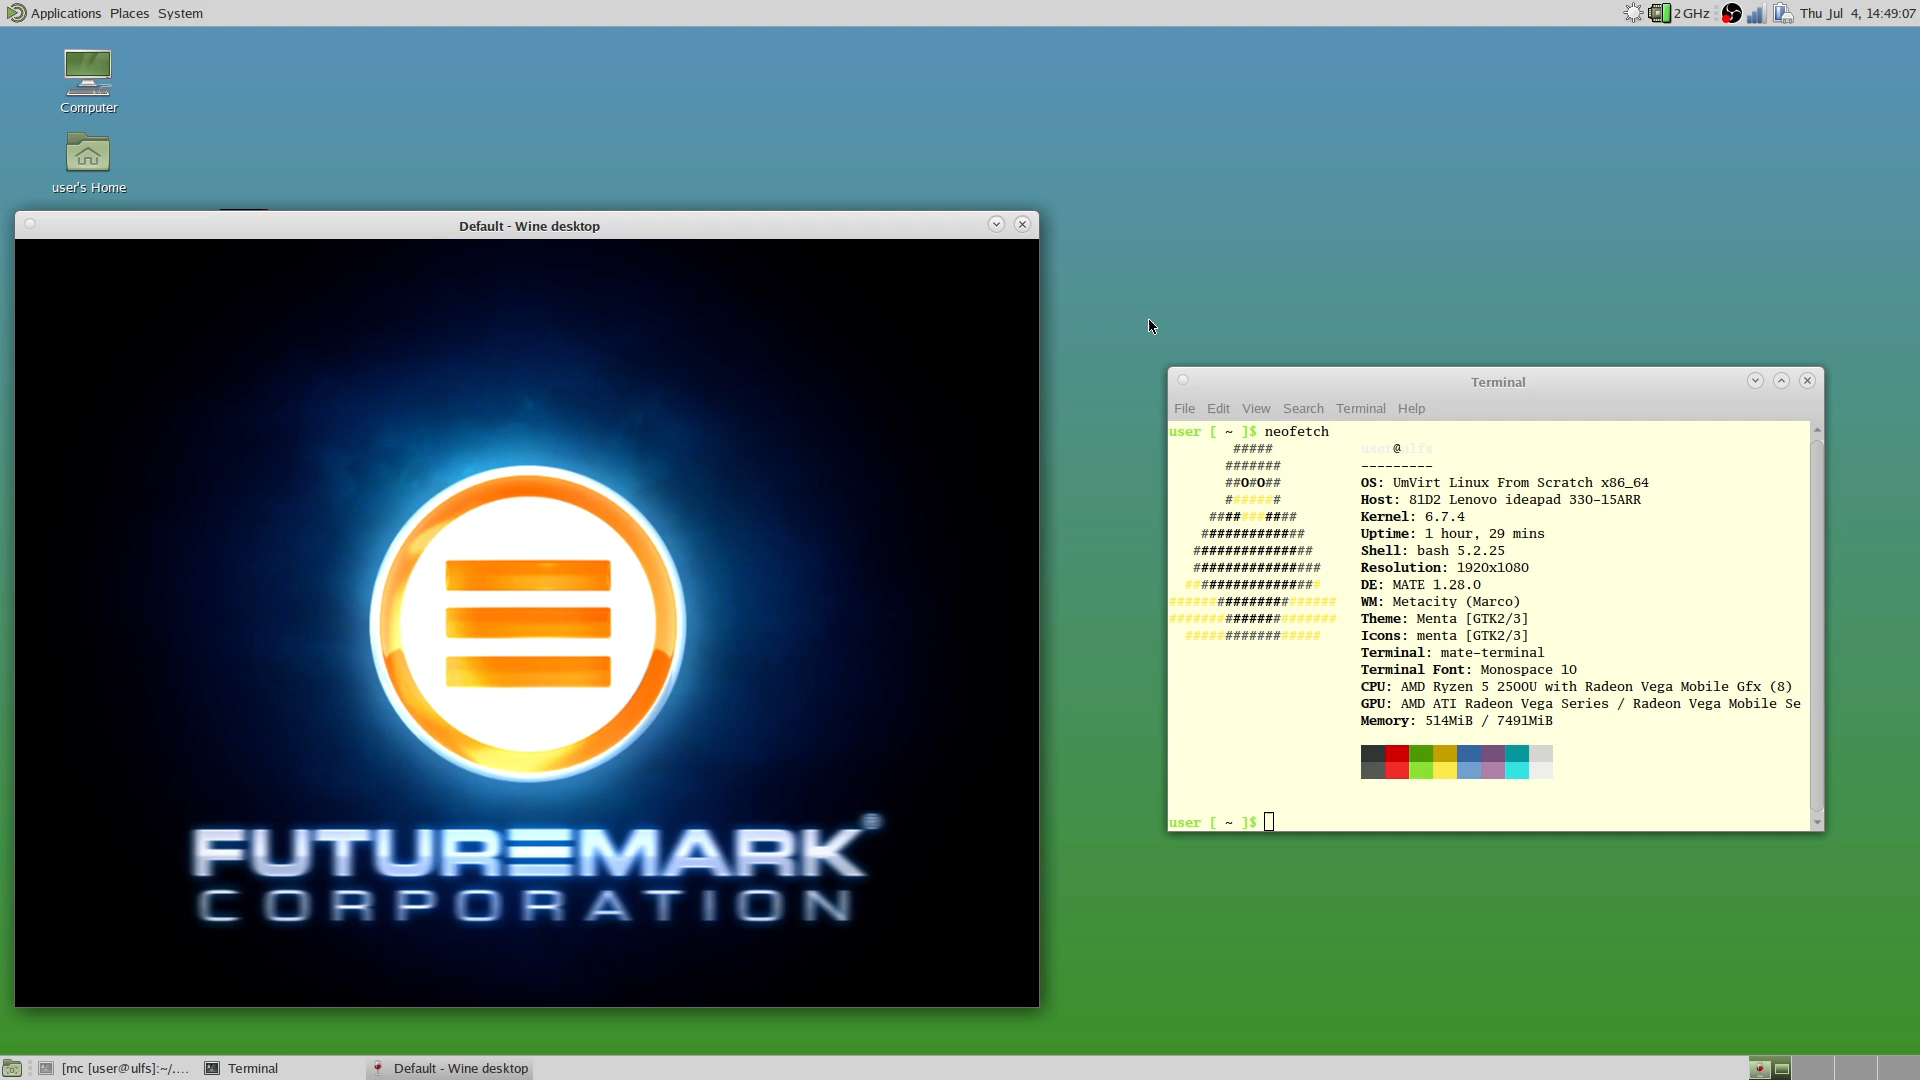 Applications Places System
2 GHz
Thu Jul 4, 14:49:07
Computer
user's Home
Default - Wine desktop
FUTUREMARK
CORPORATION
Terminal
File Edit View Search Terminal Help
user [ ~ ]$ neofetch
#####
#######
##O#O##
#######
###########
#############
###############
################
#################
#####################
#####################
#################
user@ulfs
---------
OS: UmVirt Linux From Scratch x86_64
Host: 81D2 Lenovo ideapad 330-15ARR
Kernel: 6.7.4
Uptime: 1 hour, 29 mins
Shell: bash 5.2.25
Resolution: 1920x1080
DE: MATE 1.28.0
WM: Metacity (Marco)
Theme: Menta [GTK2/3]
Icons: menta [GTK2/3]
Terminal: mate-terminal
Terminal Font: Monospace 10
CPU: AMD Ryzen 5 2500U with Radeon Vega Mobile Gfx (8)
GPU: AMD ATI Radeon Vega Series / Radeon Vega Mobile Se
Memory: 514MiB / 7491MiB
user [ ~ ]$
[mc [user@ulfs]:~/....
Terminal
Default - Wine desktop